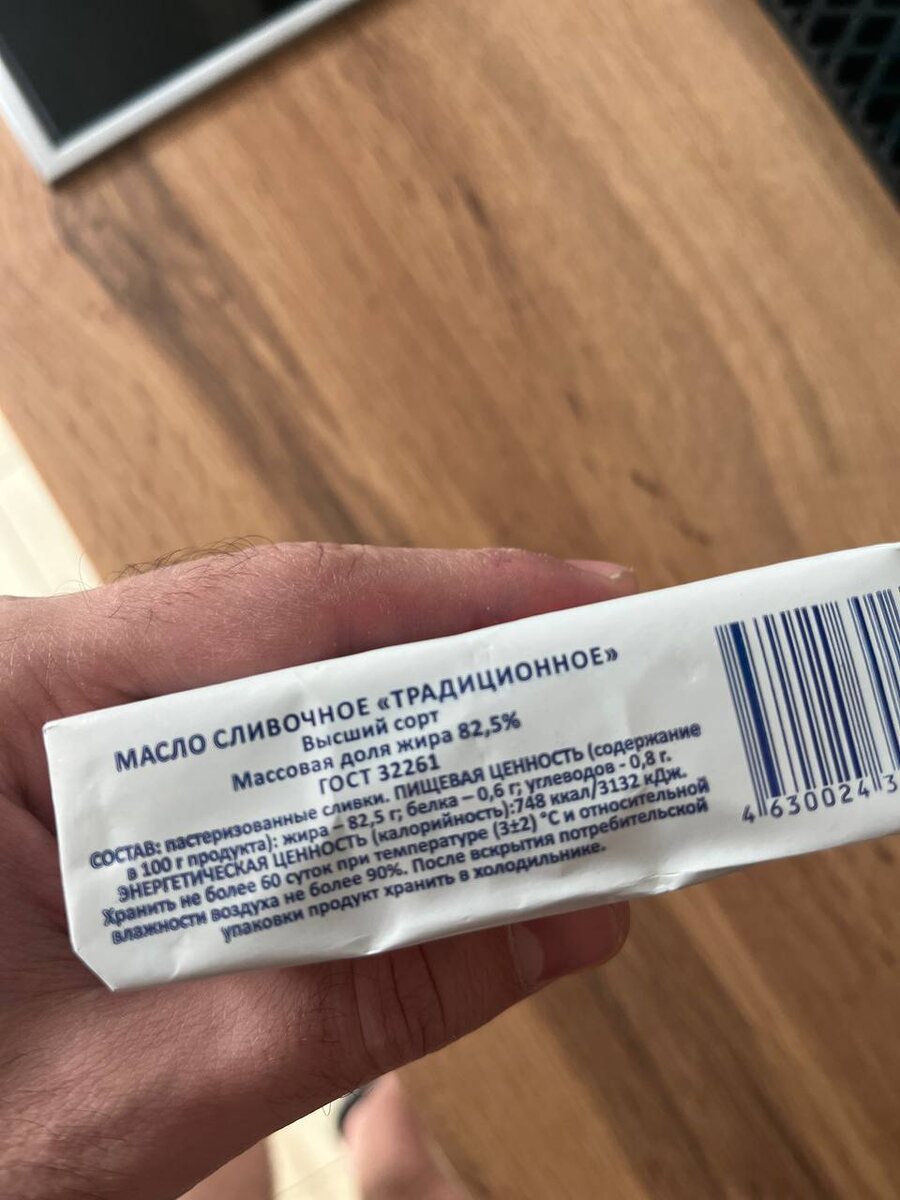 МАСЛО СЛИВОЧНОЕ «ТРАДИЦИОННОЕ»
Высший сорт
Массовая доля жира 82,5%
ГОСТ 32261
СОСТАВ: пастеризованные сливки. ПИЩЕВАЯ ЦЕННОСТЬ (содержание
в 100 г продукта): жира – 82,5 г; белка – 0,6 г; углеводов - 0,8 г.
ЭНЕРГЕТИЧЕСКАЯ ЦЕННОСТЬ (калорийность):748 ккал/3132 кДж.
Хранить не более 60 суток при температуре (3±2) °С и относительной
влажности воздуха не более 90%. После вскрытия потребительской
упаковки продукт хранить в холодильнике.
4 630024 3